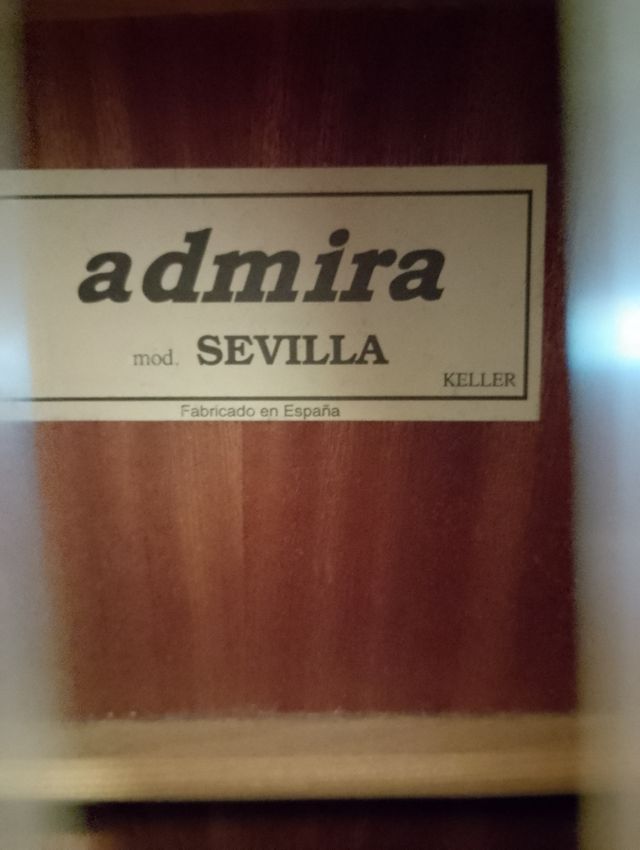 admira
mod. SEVILLA
KELLER
Fabricado en España